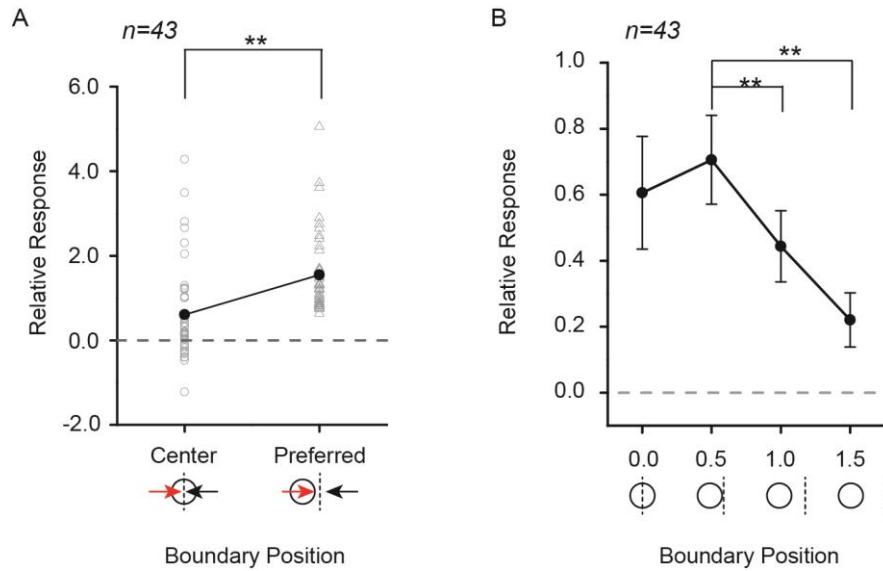 A
n=43
**
6.0
4.0
2.0
0.0
-2.0
Relative Response
Center
Preferred
Boundary Position
B
n=43
**
**
1.0
0.8
0.6
0.4
0.2
0.0
Relative Response
0.0 0.5 1.0 1.5
Boundary Position